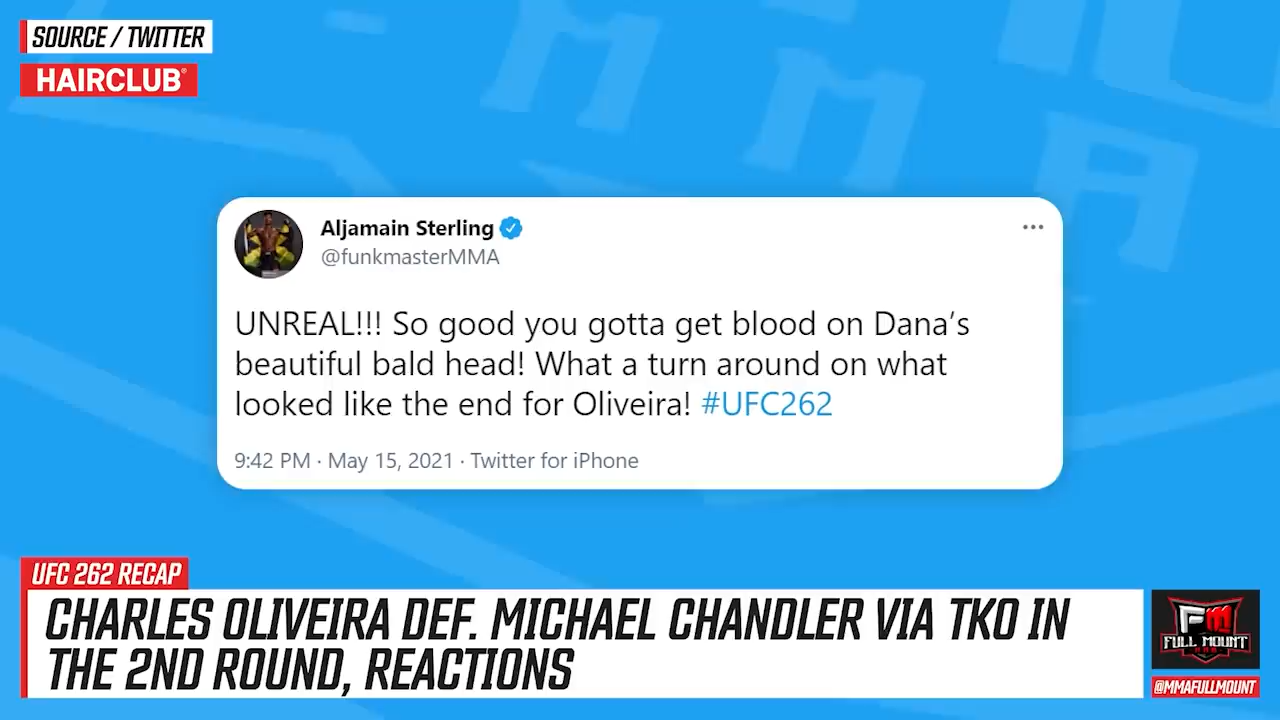 SOURCE / TWITTER
HAIRCLUB®
Aljamain Sterling
@funkmasterMMA
UNREAL!!! So good you gotta get blood on Dana's
beautiful bald head! What a turn around on what
looked like the end for Oliveira! #UFC262
9:42 PM · May 15, 2021 · Twitter for iPhone
UFC 262 RECAP
CHARLES OLIVEIRA DEF. MICHAEL CHANDLER VIA TKO IN
THE 2ND ROUND, REACTIONS
FM
FULL MOUNT
MMA
@MMAFULLMOUNT